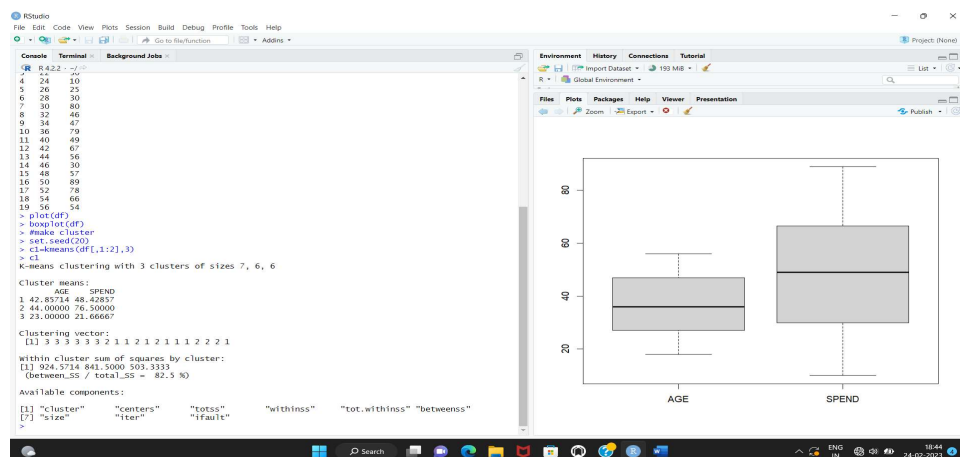 RStudio
File Edit Code View Plots Session Build Debug Profile Tools Help
Go to file/function Addins Project: (None)
Console Terminal Background Jobs
R 4.2.2 · ~/
4 24 10
5 26 25
6 28 30
7 30 80
8 32 46
9 34 47
10 36 79
11 40 49
12 42 67
13 44 56
14 46 30
15 48 57
16 50 89
17 52 78
18 54 66
19 56 54
> plot(df)
> boxplot(df)
> #make cluster
> set.seed(20)
> c1=kmeans(df[,1:2],3)
> c1
K-means clustering with 3 clusters of sizes 7, 6, 6
Cluster means:
AGE SPEND
1 42.85714 48.42857
2 44.00000 76.50000
3 23.00000 21.66667
Clustering vector:
[1] 3 3 3 3 3 3 2 1 1 2 1 2 1 1 1 2 2 2 1
Within cluster sum of squares by cluster:
[1] 924.5714 841.5000 503.3333
(between_SS / total_SS = 82.5 %)
Available components:
[1] "cluster" "centers" "totss" "withinss" "tot.withinss" "betweenss"
[7] "size" "iter" "ifault"
>
Environment History Connections Tutorial
Import Dataset 193 MiB List
R Global Environment
Files Plots Packages Help Viewer Presentation
Zoom Export Publish
80
60
40
20
AGE SPEND
Search
ENG
IN
18:44
24-02-2023